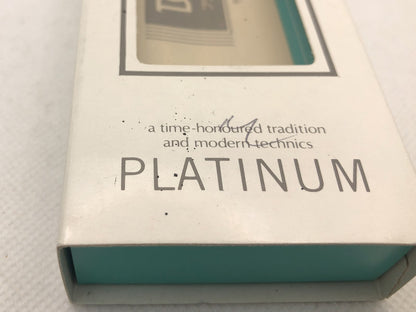 a time-honoured tradition
and modern technics
PLATINUM